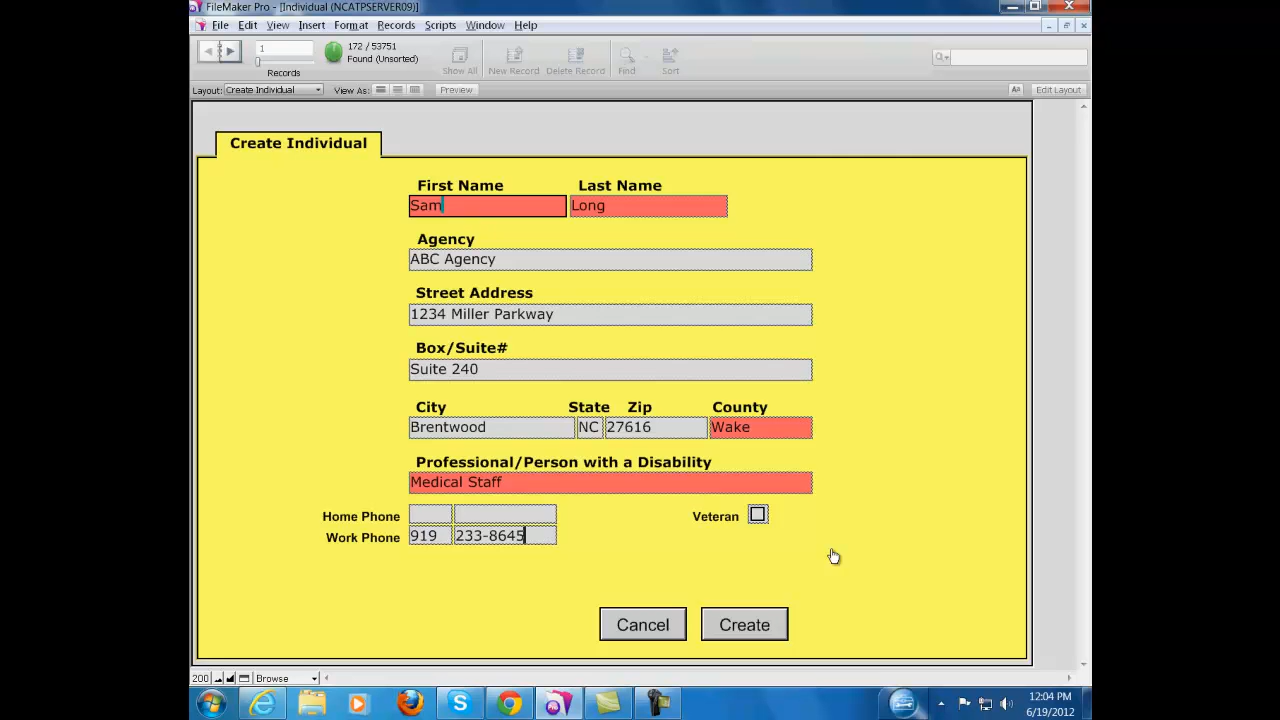 FileMaker Pro - [Individual (NCATPSERVER09)]
File Edit View Insert Format Records Scripts Window Help
1
172 / 53751
Found (Unsorted)
Records
Show All New Record Delete Record Find Sort
Layout: Create Individual View As: Preview Aa Edit Layout
Create Individual
First Name Last Name
Sam Long
Agency
ABC Agency
Street Address
1234 Miller Parkway
Box/Suite#
Suite 240
City State Zip County
Brentwood NC 27616 Wake
Professional/Person with a Disability
Medical Staff
Home Phone Veteran
Work Phone 919 233-8645
Cancel Create
200 Browse
12:04 PM
6/19/2012